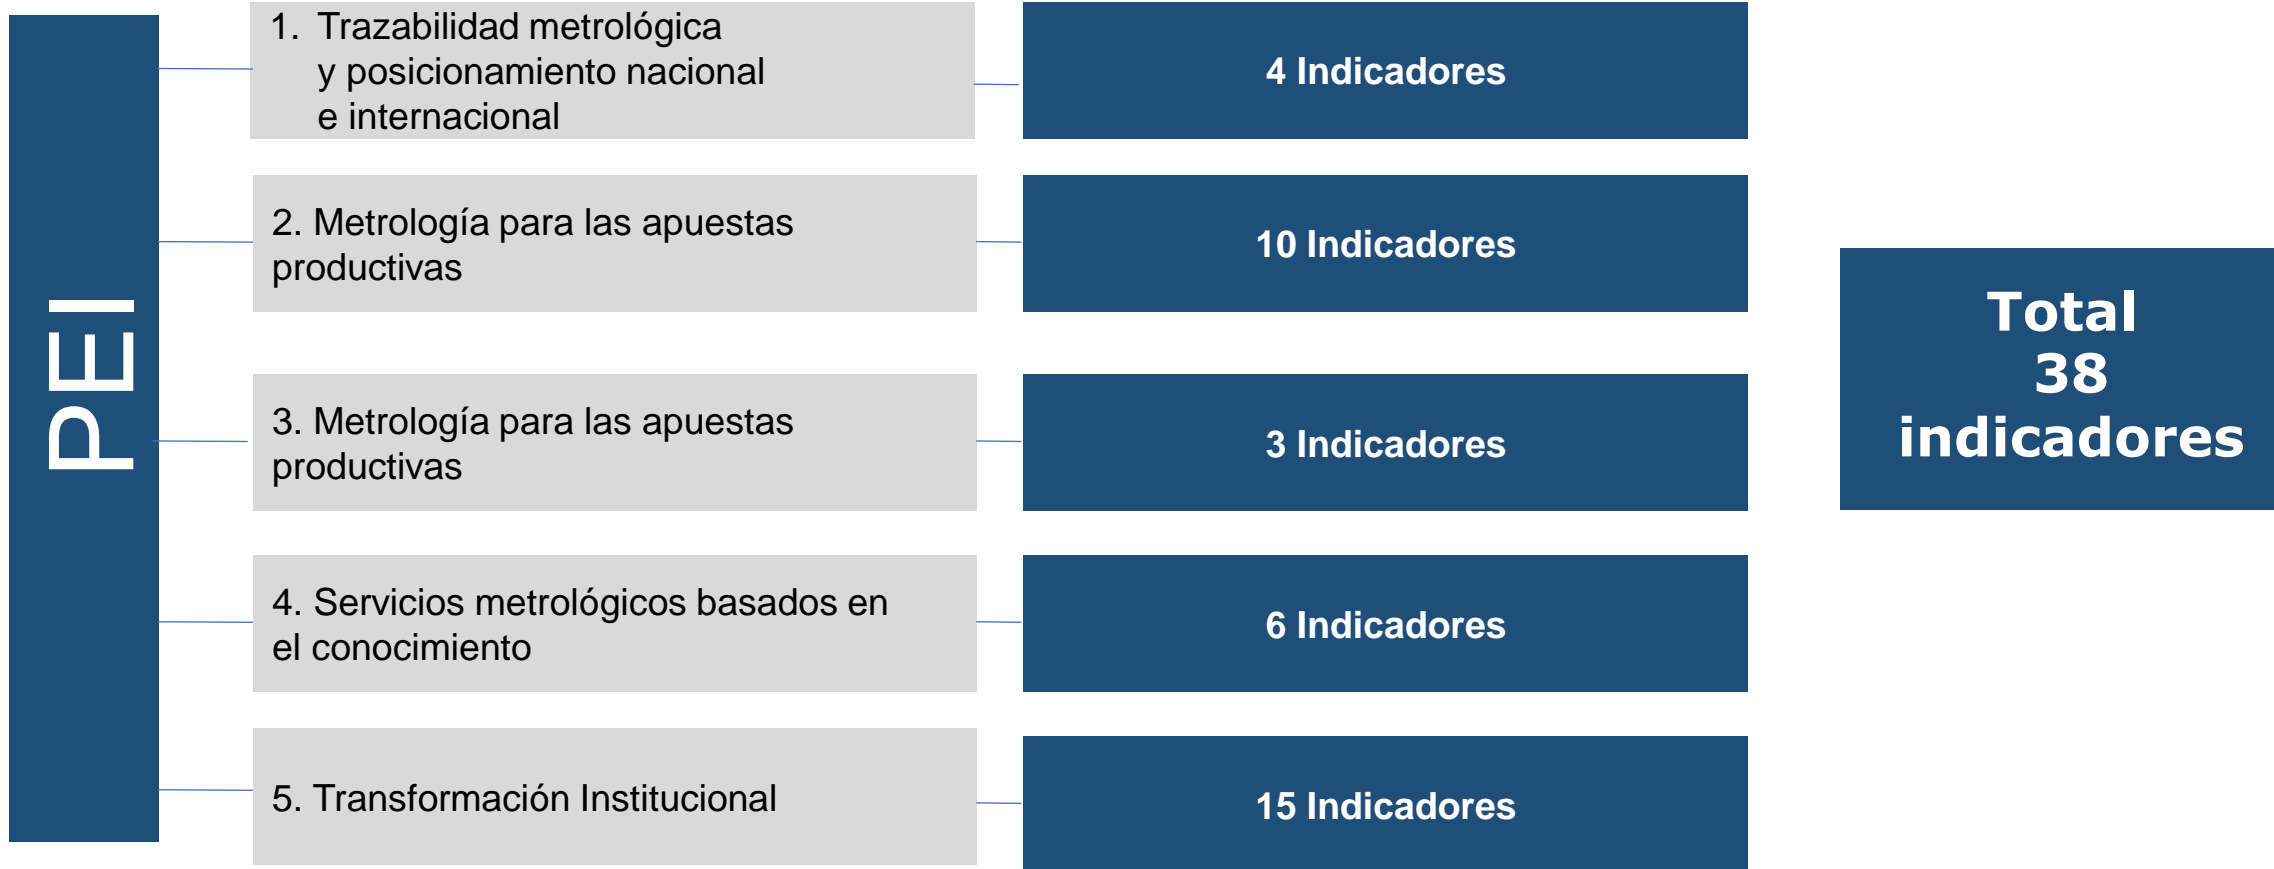 PEI
1. Trazabilidad metrológica
y posicionamiento nacional
e internacional
4 Indicadores
2. Metrología para las apuestas
productivas
10 Indicadores
3. Metrología para las apuestas
productivas
3 Indicadores
4. Servicios metrológicos basados en
el conocimiento
6 Indicadores
5. Transformación Institucional
15 Indicadores
Total
38
indicadores